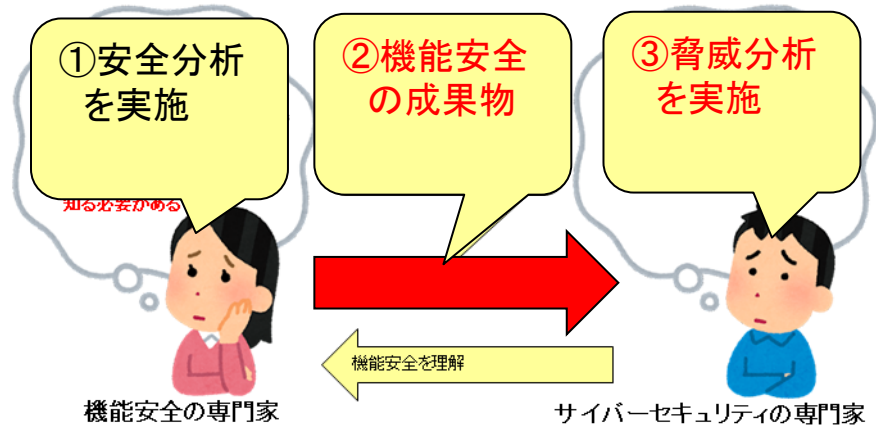 ①安全分析
を実施
②機能安全
の成果物
③脅威分析
を実施
知る必要がある
機能安全を理解
機能安全の専門家
サイバーセキュリティの専門家